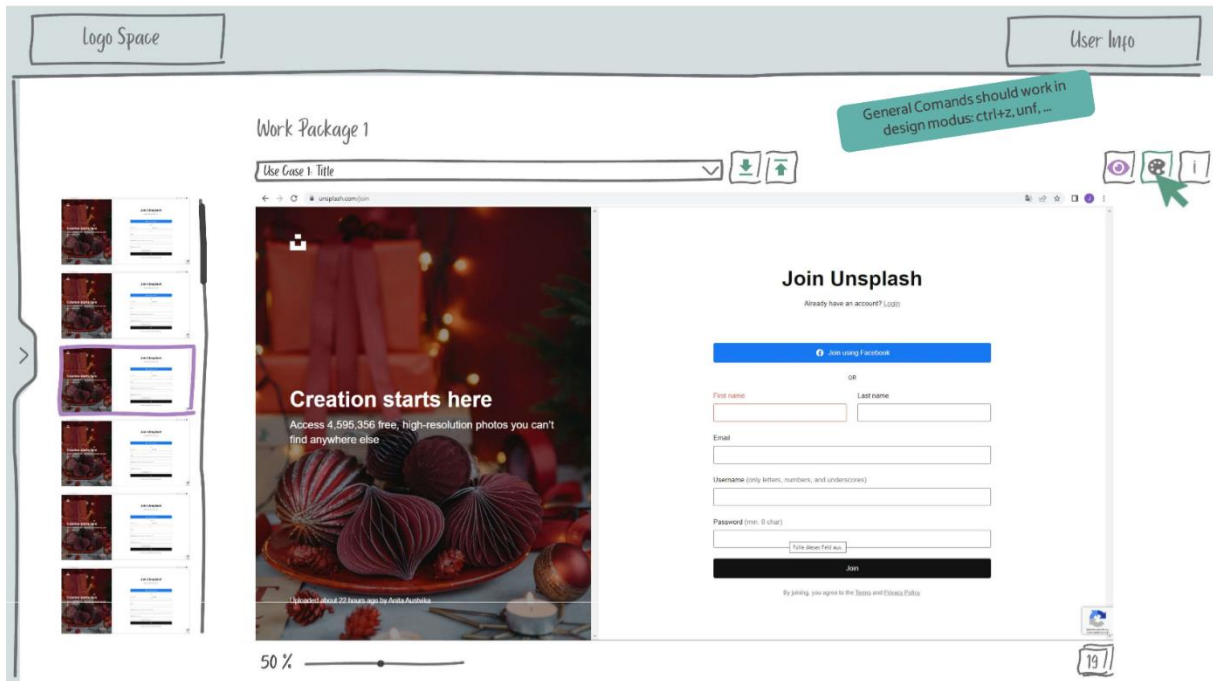 Logo Space
User Info
General Comands should work in
design modus: ctrl+z, unf, ...
Work Package 1
Use Case 1: Title
i
unsplash.com/join
Join Unsplash
Already have an account? Login
Join using Facebook
OR
First name
Last name
Creation starts here
Access 4,595,356 free, high-resolution photos you can't
find anywhere else
Email
Username (only letters, numbers, and underscores)
Password (min. 8 char)
Fülle dieses Feld aus.
Join
By joining, you agree to the Terms and Privacy Policy.
Uploaded about 22 hours ago by Anita Austvika
50 %
19